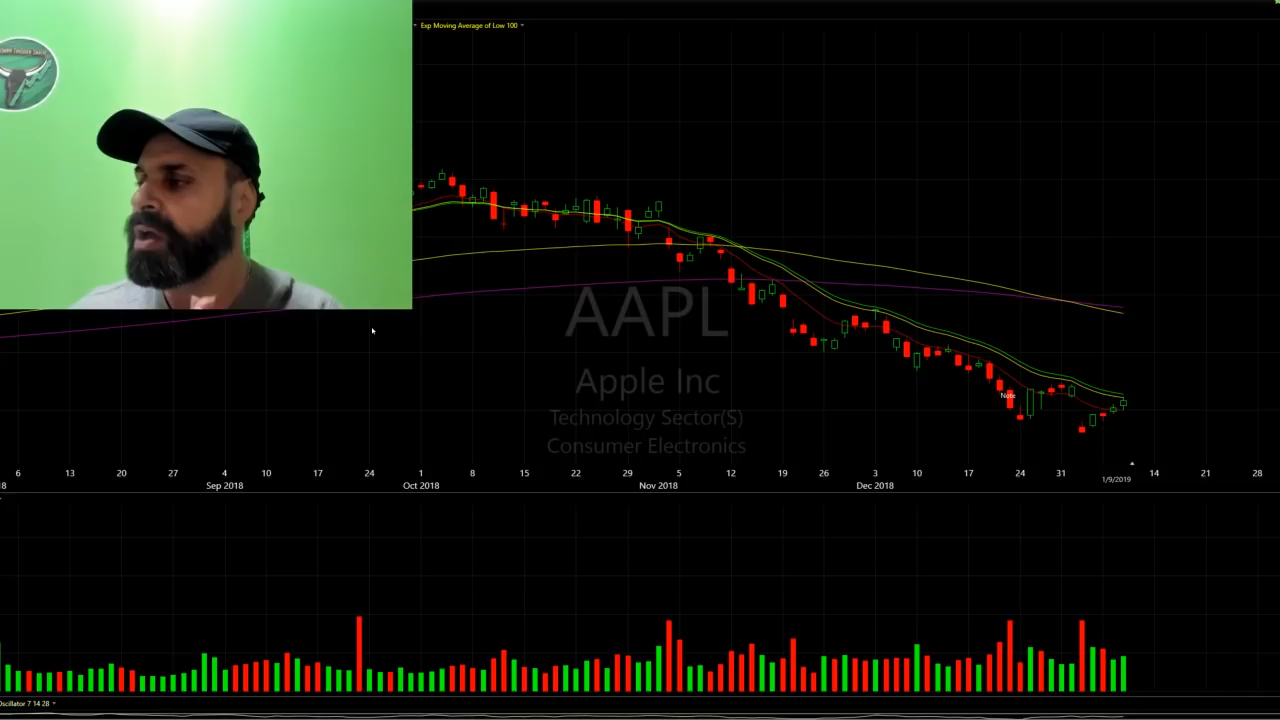 Exp Moving Average of Low 100
AAPL
Apple Inc
Technology Sector(S)
Consumer Electronics
Note
6 13 20 27 4 10 17 24 1 8 15 22 29 5 12 19 26 3 10 17 24 31 14 21 28
18 Sep 2018 Oct 2018 Nov 2018 Dec 2018 1/9/2019
Oscillator 7 14 28